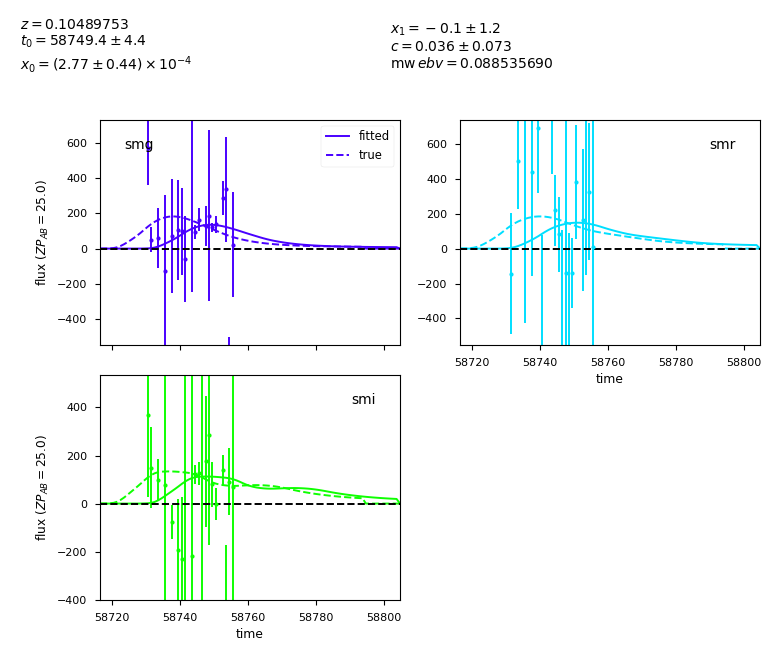 z = 0.10489753
t₀ = 58749.4 ± 4.4
x₀ = (2.77 ± 0.44) × 10⁻⁴
x₁ = −0.1 ± 1.2
c = 0.036 ± 0.073
mwebv = 0.088535690
smg
fitted
true
600
400
200
0
−200
−400
flux (ZP_AB = 25.0)
smr
600
400
200
0
−200
−400
58720 58740 58760 58780 58800
time
smi
400
200
0
−200
−400
flux (ZP_AB = 25.0)
58720 58740 58760 58780 58800
time